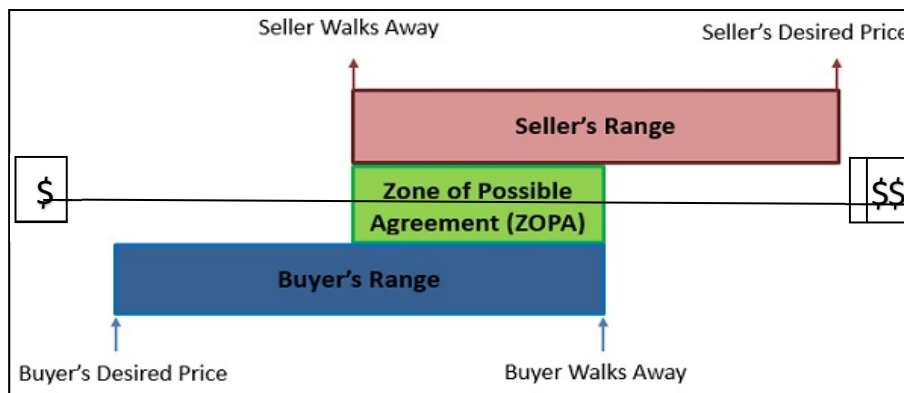 Seller Walks Away
Seller's Desired Price
Seller's Range
$
Zone of Possible
Agreement (ZOPA)
$$
Buyer's Range
Buyer's Desired Price
Buyer Walks Away